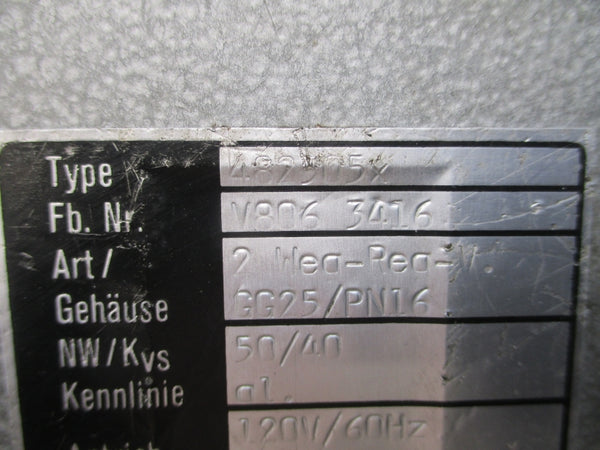 Type 482505x
Fb. Nr. V806 3416
Art/ 2 Weg-Reg-V.
Gehäuse GG25/PN16
NW/Kvs 50/40
Kennlinie gl.
120V/60Hz